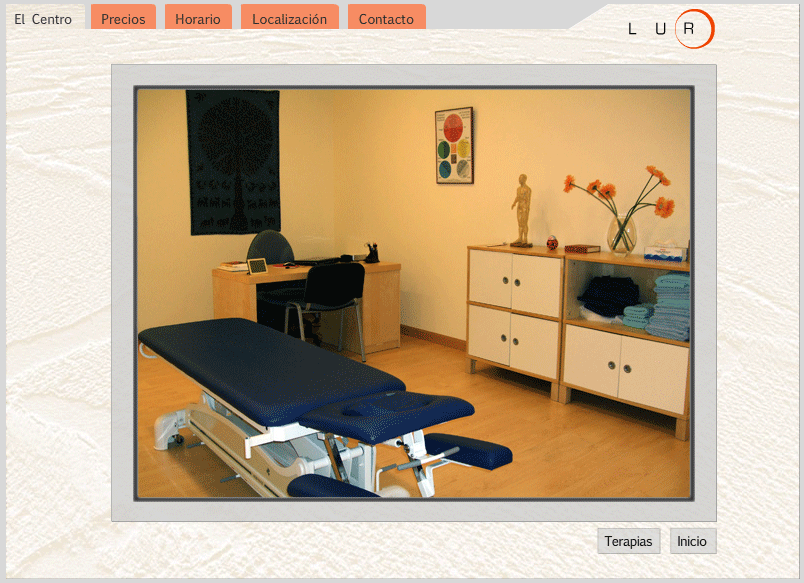 El Centro
Precios
Horario
Localización
Contacto
L U R
Terapias
Inicio